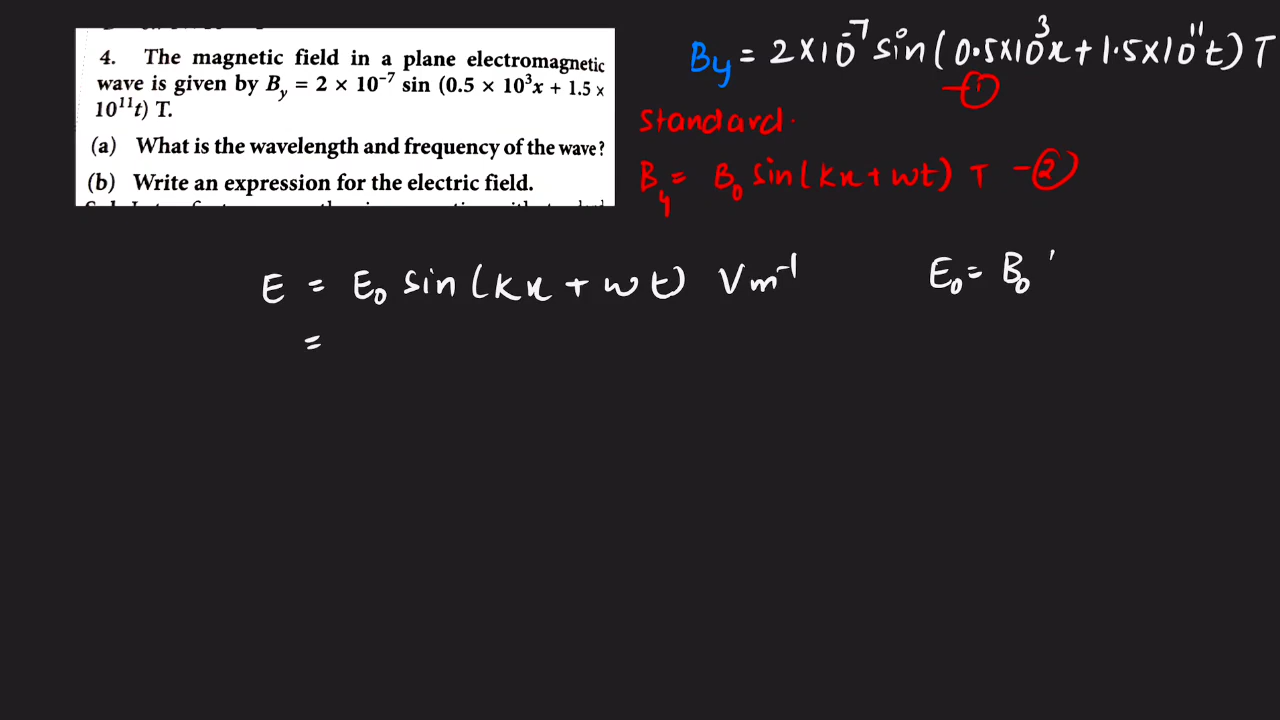 4. The magnetic field in a plane electromagnetic
wave is given by By = 2 × 10⁻⁷ sin (0.5 × 10³x + 1.5 ×
10¹¹t) T.
(a) What is the wavelength and frequency of the wave?
(b) Write an expression for the electric field.
By = 2×10⁻⁷ sin(0.5×10³x + 1.5×10¹¹t) T
-①
Standard.
By = B₀ sin(kx + wt) T -②
E = E₀ sin(kx + wt) Vm⁻¹
E₀ = B₀
=